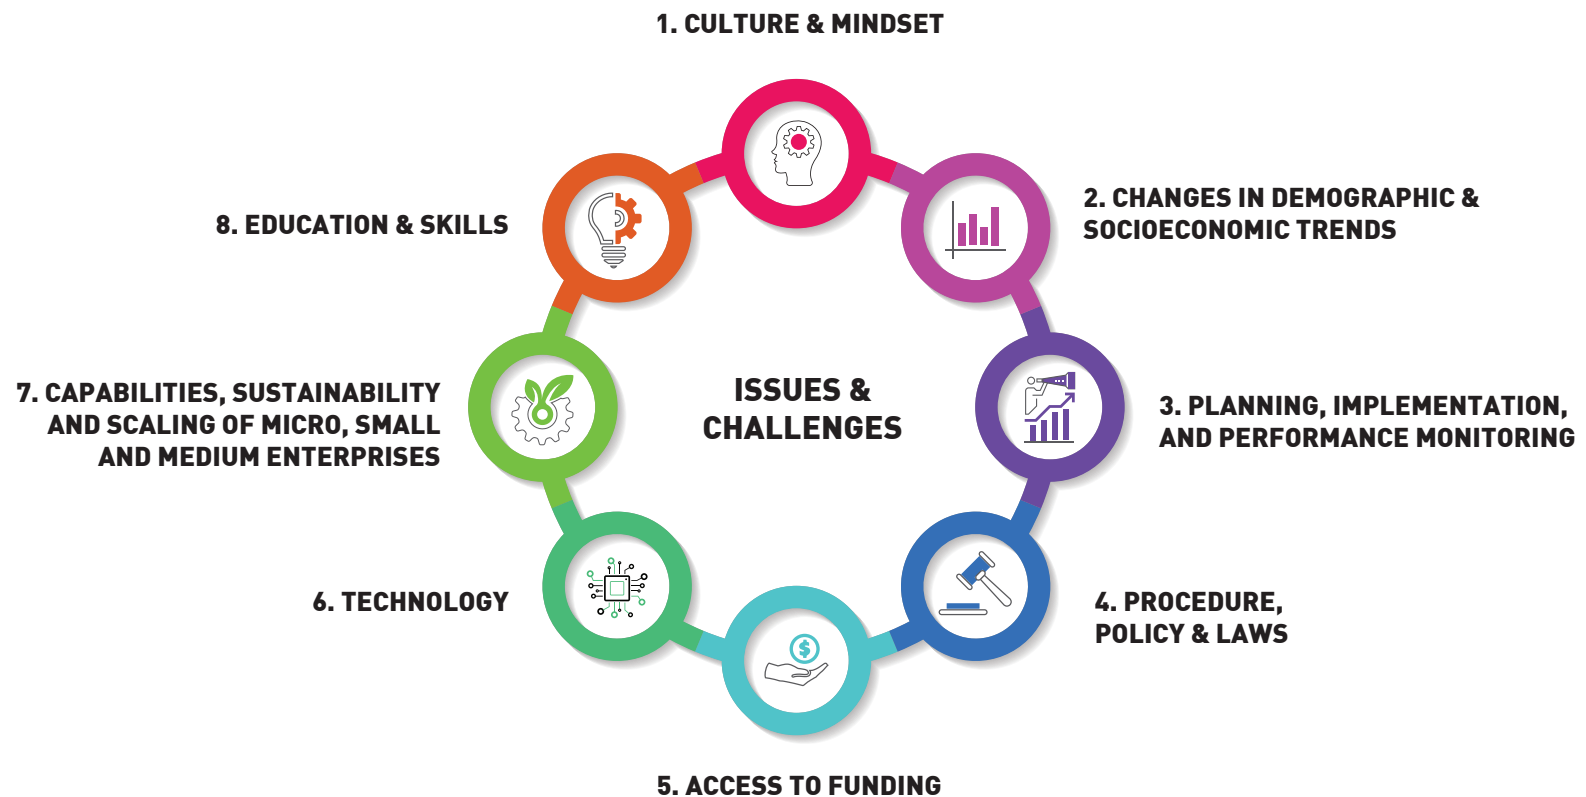 1. CULTURE & MINDSET
2. CHANGES IN DEMOGRAPHIC &
SOCIOECONOMIC TRENDS
3. PLANNING, IMPLEMENTATION,
AND PERFORMANCE MONITORING
4. PROCEDURE,
POLICY & LAWS
5. ACCESS TO FUNDING
6. TECHNOLOGY
7. CAPABILITIES, SUSTAINABILITY
AND SCALING OF MICRO, SMALL
AND MEDIUM ENTERPRISES
8. EDUCATION & SKILLS
ISSUES &
CHALLENGES
$